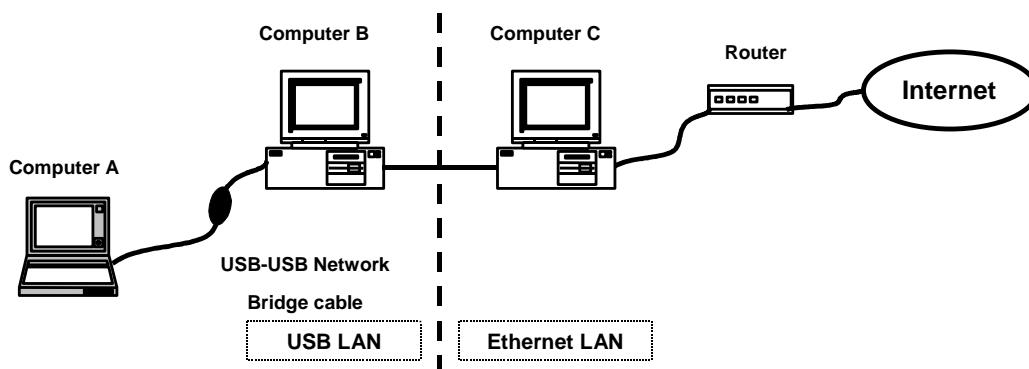 Computer B
Computer C
Router
Internet
Computer A
USB-USB Network
Bridge cable
USB LAN
Ethernet LAN